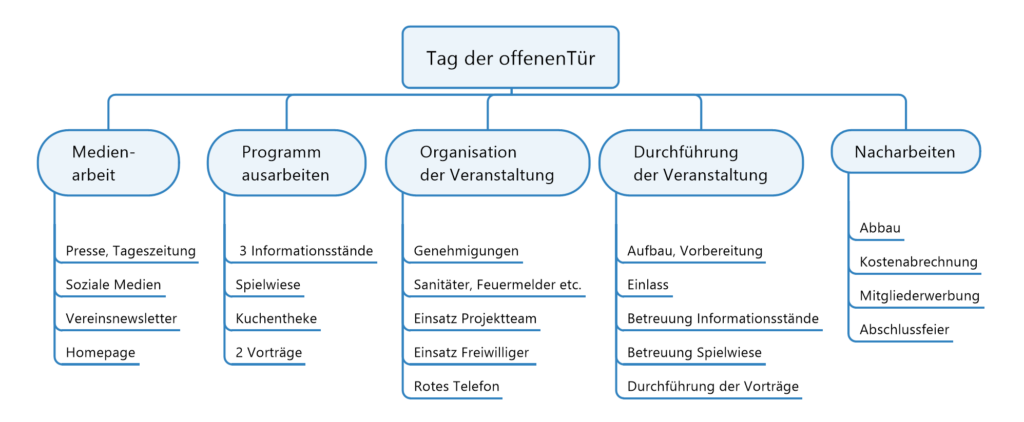 Tag der offenenTür
Medien-
arbeit
Presse, Tageszeitung
Soziale Medien
Vereinsnewsletter
Homepage
Programm
ausarbeiten
3 Informationsstände
Spielwiese
Kuchentheke
2 Vorträge
Organisation
der Veranstaltung
Genehmigungen
Sanitäter, Feuermelder etc.
Einsatz Projektteam
Einsatz Freiwilliger
Rotes Telefon
Durchführung
der Veranstaltung
Aufbau, Vorbereitung
Einlass
Betreuung Informationsstände
Betreuung Spielwiese
Durchführung der Vorträge
Nacharbeiten
Abbau
Kostenabrechnung
Mitgliederwerbung
Abschlussfeier